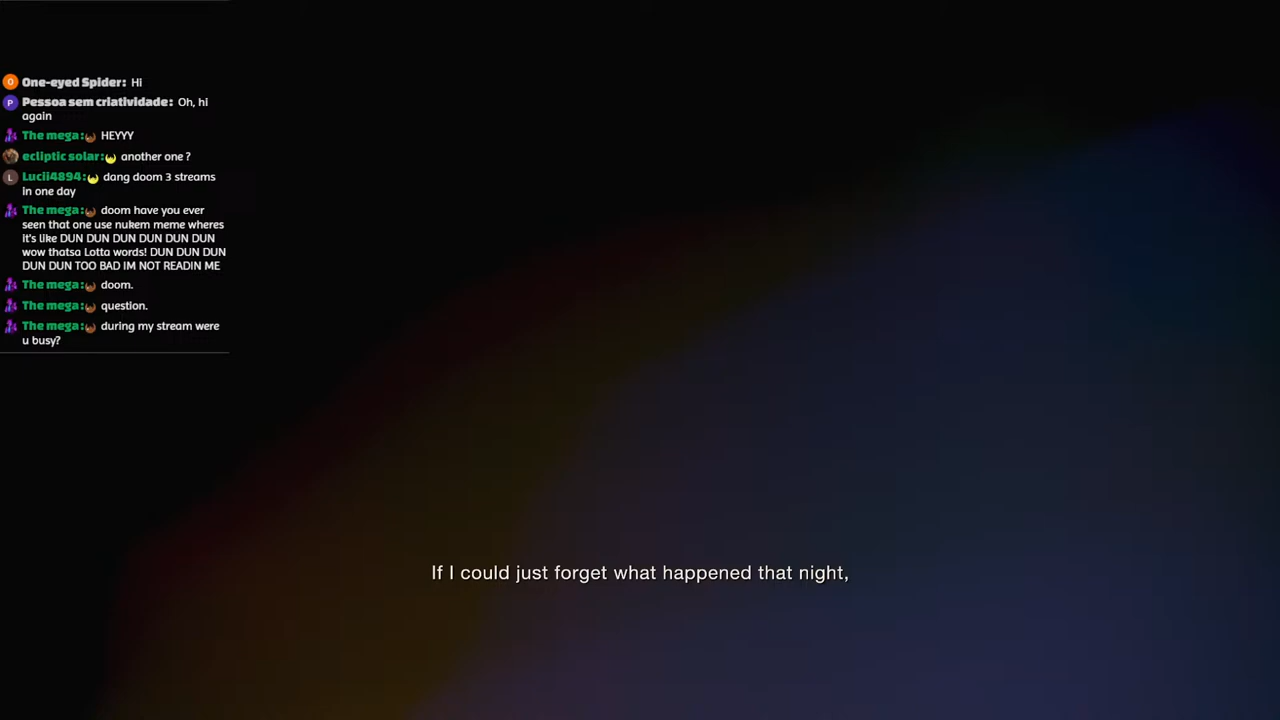 One-eyed Spider: Hi
Pessoa sem criatividade: Oh, hi
again
The mega: HEYYY
ecliptic solar: another one ?
Lucii4894: dang doom 3 streams
in one day
The mega: doom have you ever
seen that one use nukem meme wheres
it's like DUN DUN DUN DUN DUN DUN
wow thatsa Lotta words! DUN DUN DUN
DUN DUN TOO BAD IM NOT READIN ME
The mega: doom.
The mega: question.
The mega: during my stream were
u busy?
If I could just forget what happened that night,